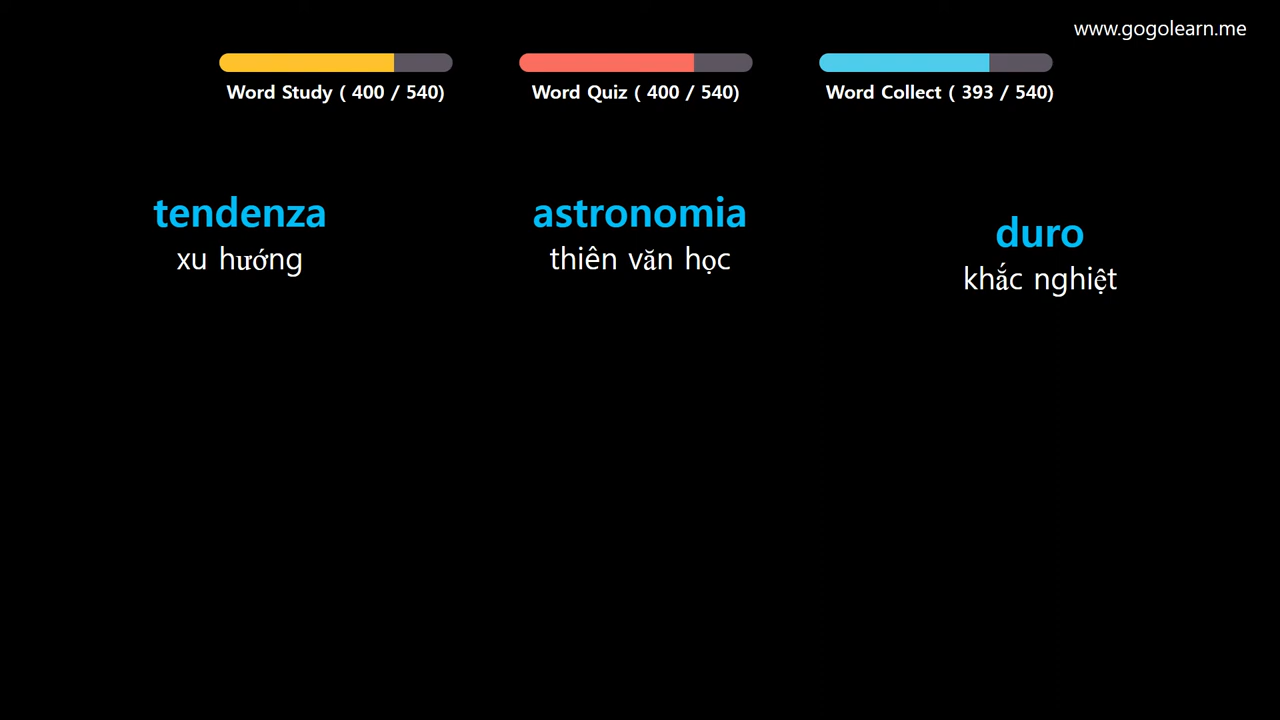 www.gogolearn.me
Word Study ( 400 / 540)
Word Quiz ( 400 / 540)
Word Collect ( 393 / 540)
tendenza
xu hướng
astronomia
thiên văn học
duro
khắc nghiệt